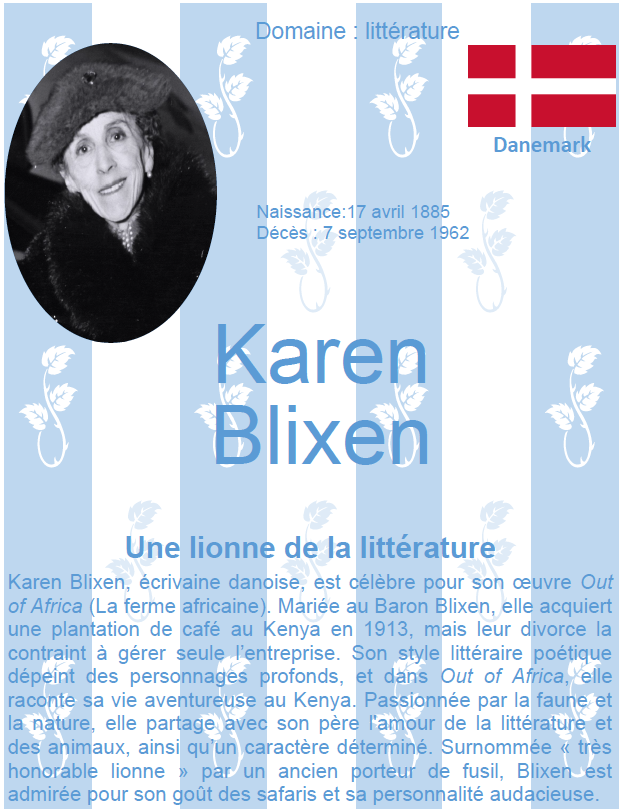 Domaine : littérature
Danemark
Naissance:17 avril 1885
Décès : 7 septembre 1962
Karen
Blixen
Une lionne de la littérature
Karen Blixen, écrivaine danoise, est célèbre pour son œuvre Out
of Africa (La ferme africaine). Mariée au Baron Blixen, elle acquiert
une plantation de café au Kenya en 1913, mais leur divorce la
contraint à gérer seule l’entreprise. Son style littéraire poétique
dépeint des personnages profonds, et dans Out of Africa, elle
raconte sa vie aventureuse au Kenya. Passionnée par la faune et
la nature, elle partage avec son père l’amour de la littérature et
des animaux, ainsi qu’un caractère déterminé. Surnommée « très
honorable lionne » par un ancien porteur de fusil, Blixen est
admirée pour son goût des safaris et sa personnalité audacieuse.